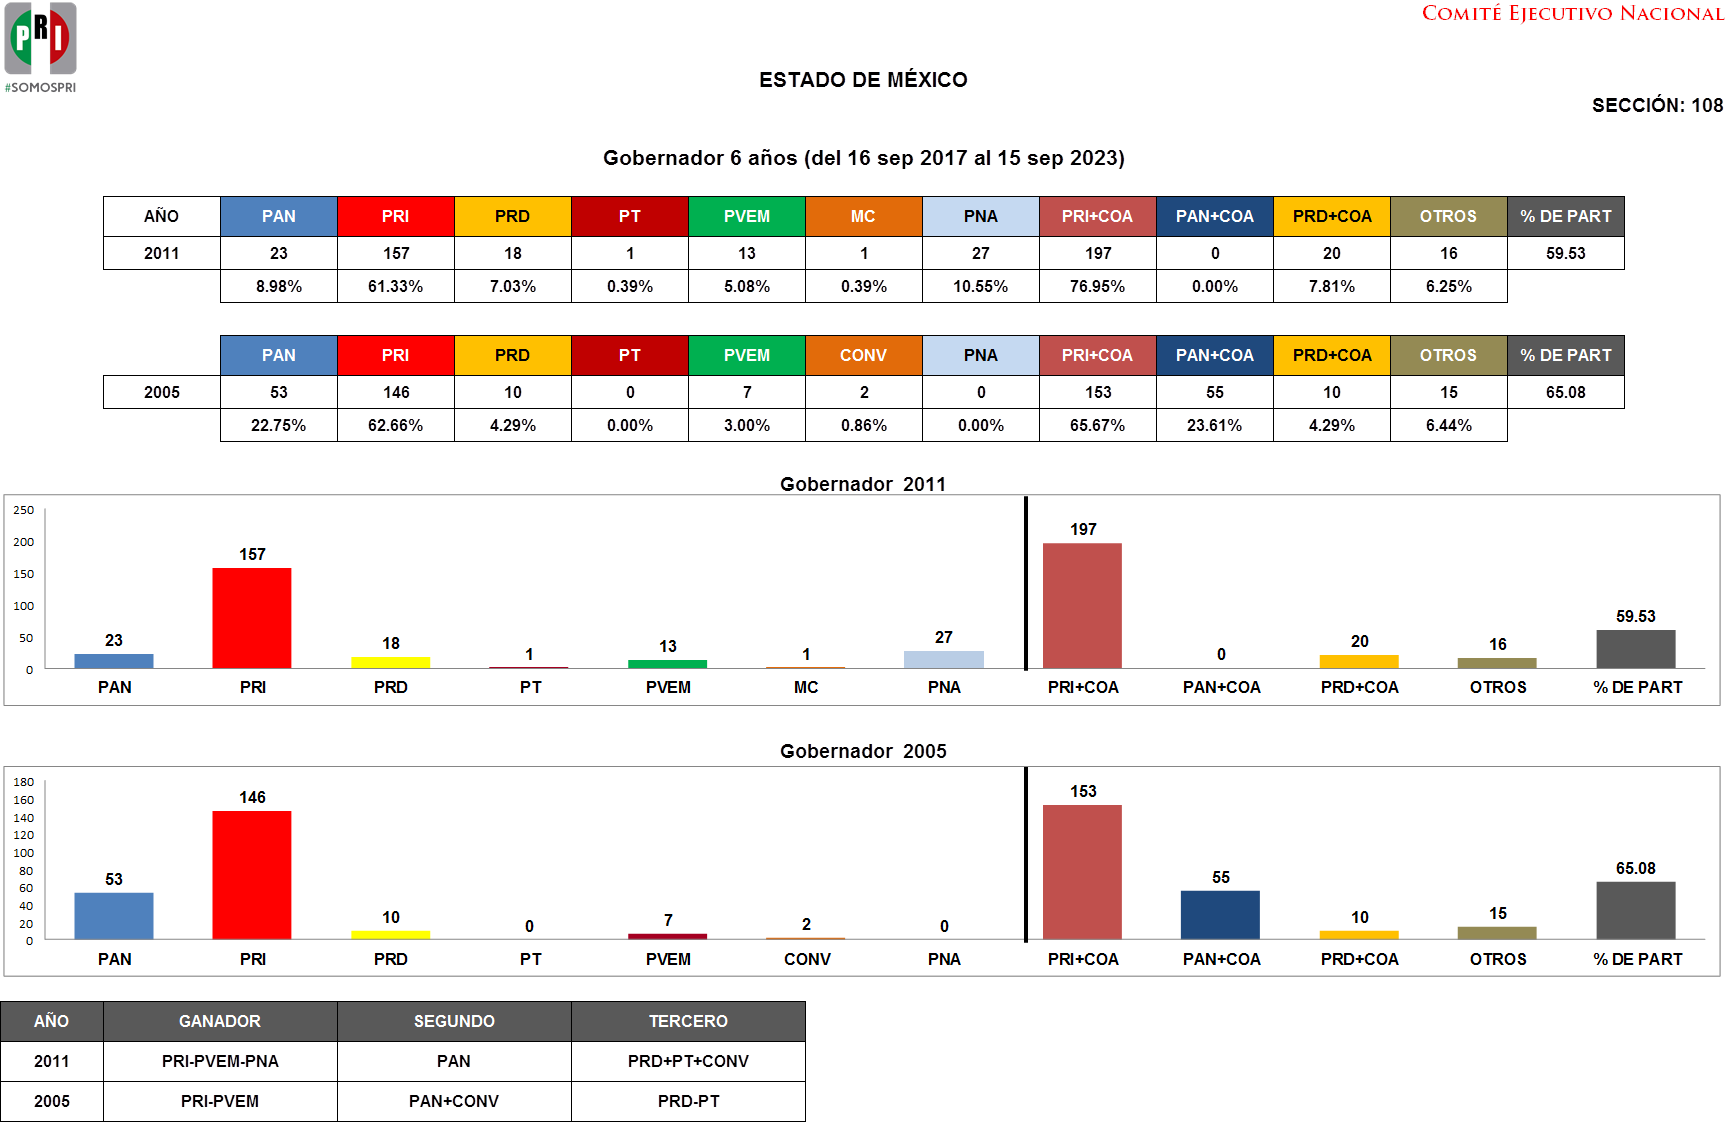 PRI
#SOMOSPRI
COMITÉ EJECUTIVO NACIONAL
ESTADO DE MÉXICO
SECCIÓN: 108
Gobernador 6 años (del 16 sep 2017 al 15 sep 2023)
AÑO PAN PRI PRD PT PVEM MC PNA PRI+COA PAN+COA PRD+COA OTROS % DE PART
2011 23 157 18 1 13 1 27 197 0 20 16 59.53
8.98% 61.33% 7.03% 0.39% 5.08% 0.39% 10.55% 76.95% 0.00% 7.81% 6.25%
PAN PRI PRD PT PVEM CONV PNA PRI+COA PAN+COA PRD+COA OTROS % DE PART
2005 53 146 10 0 7 2 0 153 55 10 15 65.08
22.75% 62.66% 4.29% 0.00% 3.00% 0.86% 0.00% 65.67% 23.61% 4.29% 6.44%
Gobernador 2011
250
200
150
100
50
0
23 157 18 1 13 1 27 197 0 20 16 59.53
PAN PRI PRD PT PVEM MC PNA PRI+COA PAN+COA PRD+COA OTROS % DE PART
Gobernador 2005
180
160
140
120
100
80
60
40
20
0
53 146 10 0 7 2 0 153 55 10 15 65.08
PAN PRI PRD PT PVEM CONV PNA PRI+COA PAN+COA PRD+COA OTROS % DE PART
AÑO GANADOR SEGUNDO TERCERO
2011 PRI-PVEM-PNA PAN PRD+PT+CONV
2005 PRI-PVEM PAN+CONV PRD-PT